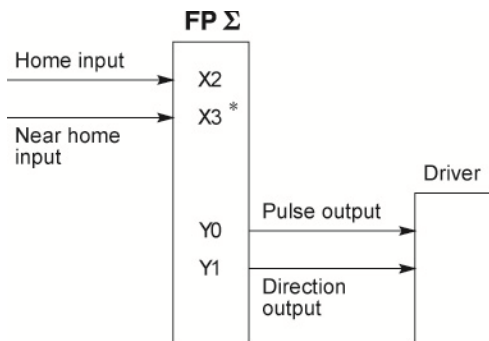 FP Σ
Home input
X2
X3 *
Near home
input
Driver
Pulse output
Y0
Y1
Direction
output